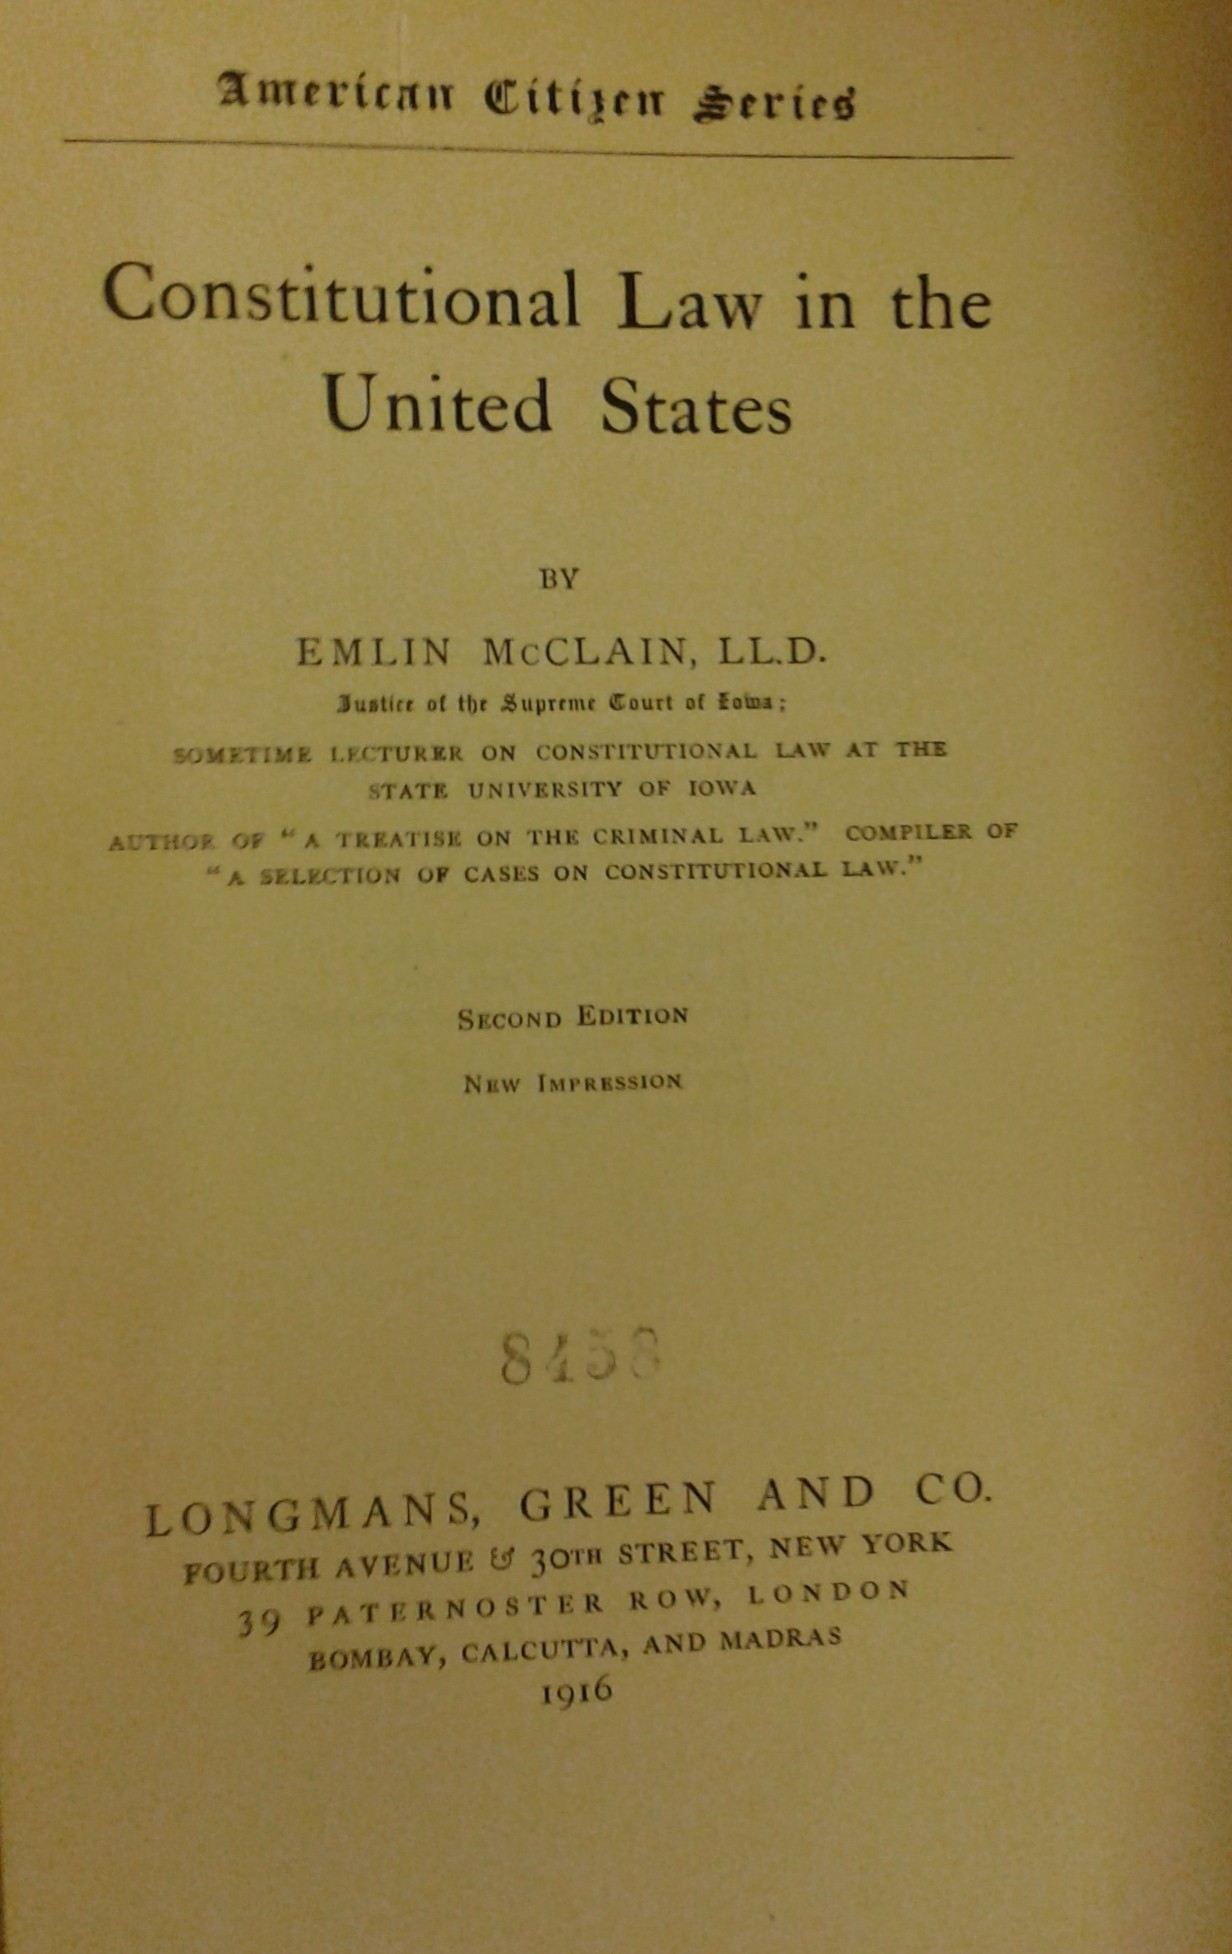 American Citizen Series
Constitutional Law in the
United States
BY
EMLIN McCLAIN, LL.D.
Justice of the Supreme Court of Iowa;
SOMETIME LECTURER ON CONSTITUTIONAL LAW AT THE
STATE UNIVERSITY OF IOWA
AUTHOR OF "A TREATISE ON THE CRIMINAL LAW." COMPILER OF
"A SELECTION OF CASES ON CONSTITUTIONAL LAW."
SECOND EDITION
NEW IMPRESSION
8458
LONGMANS, GREEN AND CO.
FOURTH AVENUE & 30TH STREET, NEW YORK
39 PATERNOSTER ROW, LONDON
BOMBAY, CALCUTTA, AND MADRAS
1916